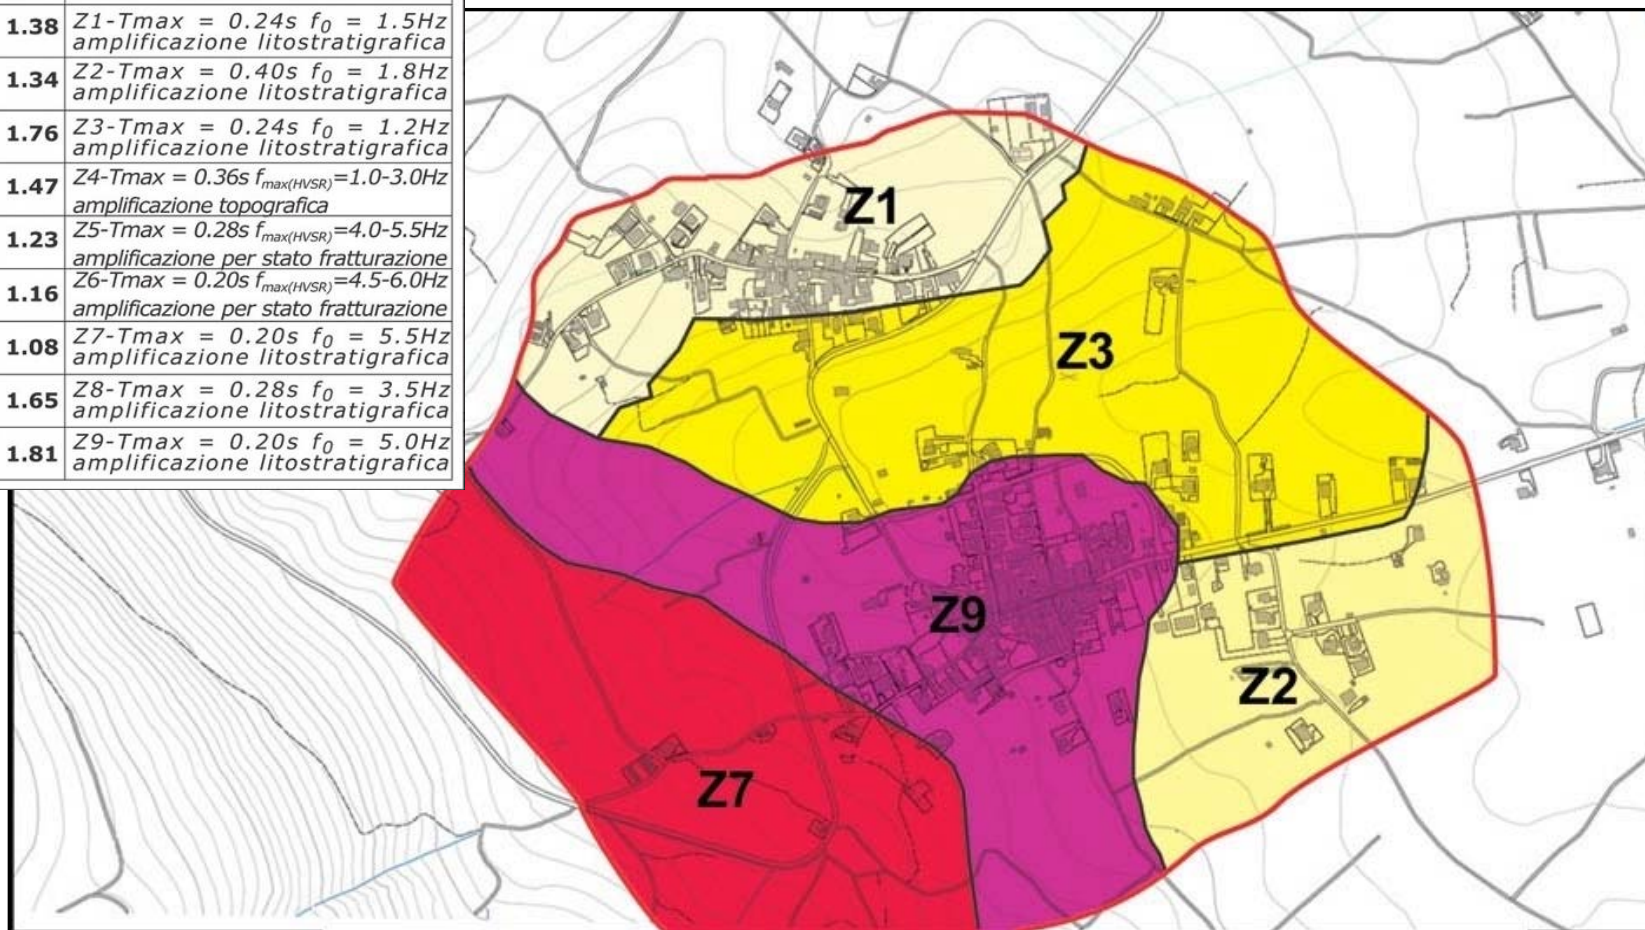 1.38 Z1-Tmax = 0.24s f0 = 1.5Hz
amplificazione litostratigrafica
1.34 Z2-Tmax = 0.40s f0 = 1.8Hz
amplificazione litostratigrafica
1.76 Z3-Tmax = 0.24s f0 = 1.2Hz
amplificazione litostratigrafica
1.47 Z4-Tmax = 0.36s fmax(HVSR)=1.0-3.0Hz
amplificazione topografica
1.23 Z5-Tmax = 0.28s fmax(HVSR)=4.0-5.5Hz
amplificazione per stato fratturazione
1.16 Z6-Tmax = 0.20s fmax(HVSR)=4.5-6.0Hz
amplificazione per stato fratturazione
1.08 Z7-Tmax = 0.20s f0 = 5.5Hz
amplificazione litostratigrafica
1.65 Z8-Tmax = 0.28s f0 = 3.5Hz
amplificazione litostratigrafica
1.81 Z9-Tmax = 0.20s f0 = 5.0Hz
amplificazione litostratigrafica
Z1
Z3
Z9
Z2
Z7